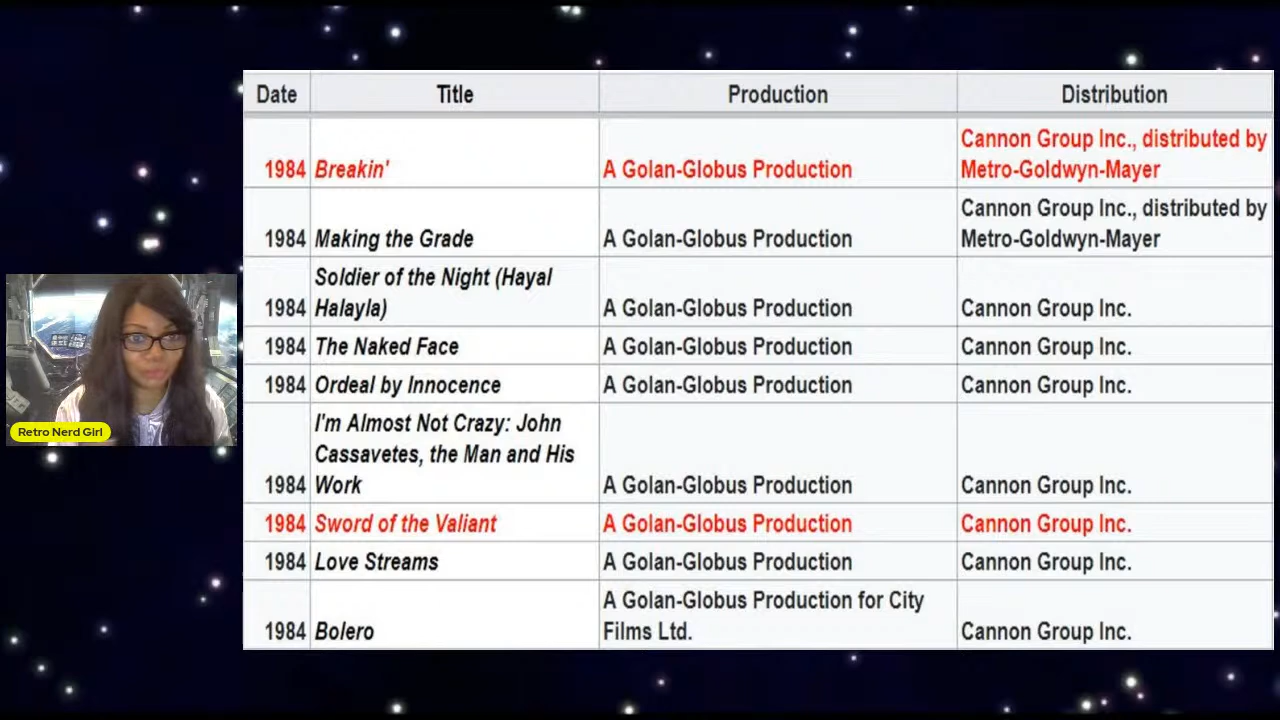 Date Title Production Distribution
Cannon Group Inc., distributed by
1984 Breakin' A Golan-Globus Production Metro-Goldwyn-Mayer
Cannon Group Inc., distributed by
1984 Making the Grade A Golan-Globus Production Metro-Goldwyn-Mayer
Soldier of the Night (Hayal
1984 Halayla) A Golan-Globus Production Cannon Group Inc.
1984 The Naked Face A Golan-Globus Production Cannon Group Inc.
1984 Ordeal by Innocence A Golan-Globus Production Cannon Group Inc.
I'm Almost Not Crazy: John
Cassavetes, the Man and His
1984 Work A Golan-Globus Production Cannon Group Inc.
1984 Sword of the Valiant A Golan-Globus Production Cannon Group Inc.
1984 Love Streams A Golan-Globus Production Cannon Group Inc.
A Golan-Globus Production for City
1984 Bolero Films Ltd. Cannon Group Inc.
Retro Nerd Girl